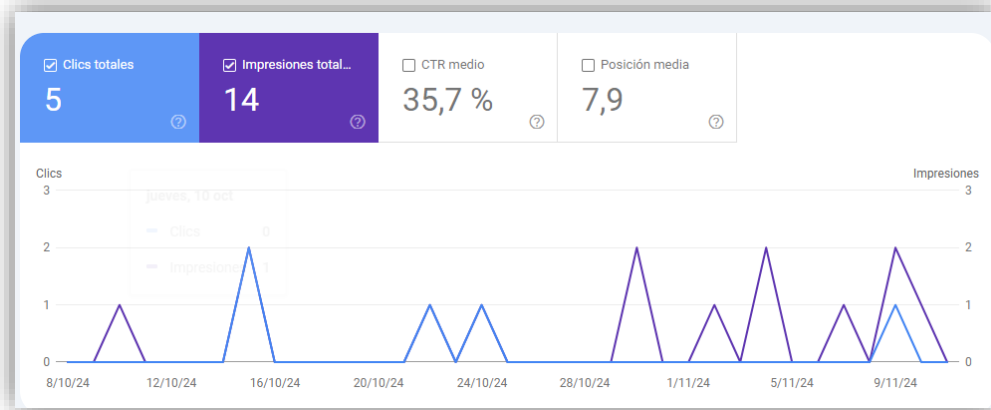 Clics totales
5
Impresiones total...
14
CTR medio
35,7 %
Posición media
7,9
Clics
Impresiones
3
3
jueves, 10 oct
Clics 0
Impresiones 1
2
2
1
1
0
0
8/10/24 12/10/24 16/10/24 20/10/24 24/10/24 28/10/24 1/11/24 5/11/24 9/11/24